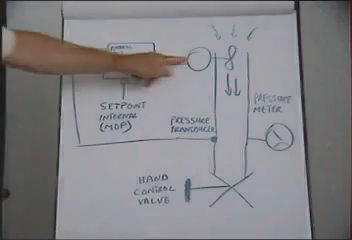 SETPOINT
INTERNAL
(MOP)
PRESSURE
TRANSDUCER
PRESSURE
METER
HAND
CONTROL
VALVE